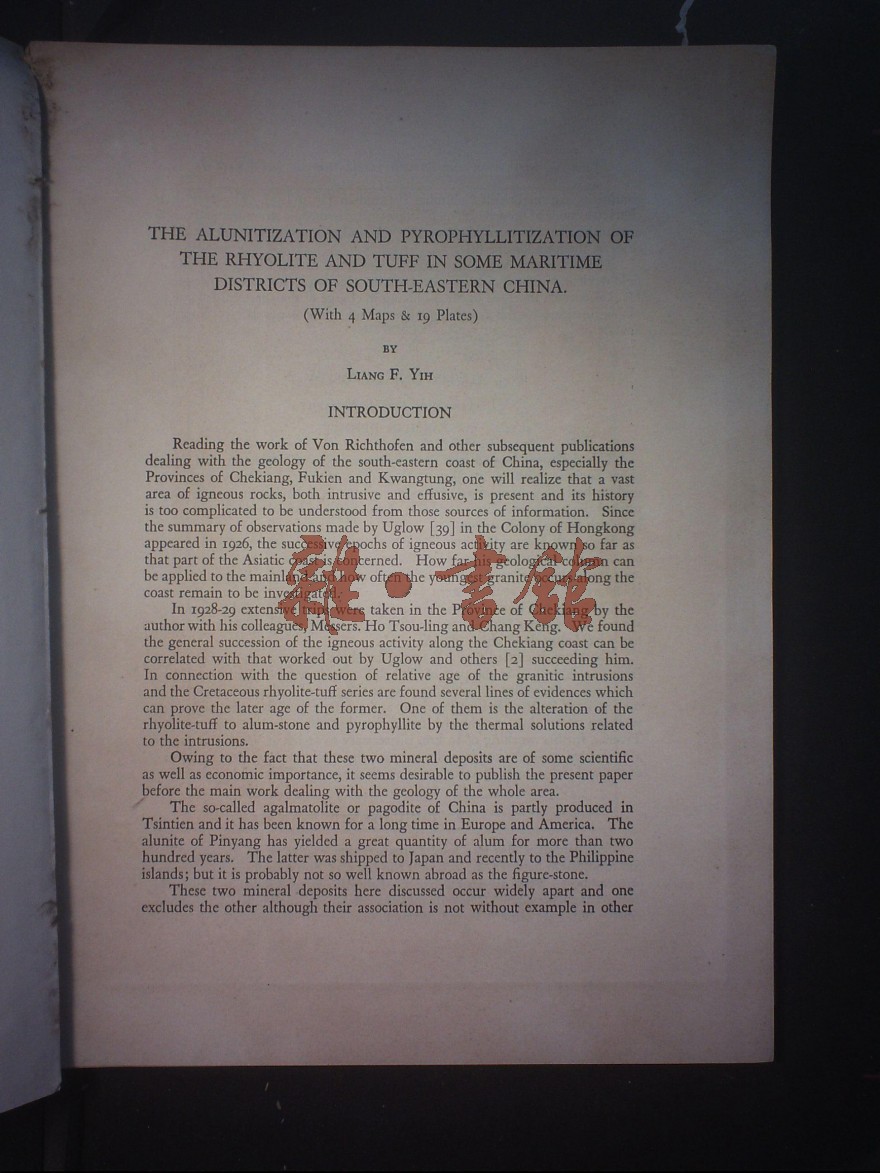 THE ALUNITIZATION AND PYROPHYLLITIZATION OF
THE RHYOLITE AND TUFF IN SOME MARITIME
DISTRICTS OF SOUTH-EASTERN CHINA.
(With 4 Maps & 19 Plates)
BY
LIANG F. YIH
INTRODUCTION
Reading the work of Von Richthofen and other subsequent publications
dealing with the geology of the south-eastern coast of China, especially the
Provinces of Chekiang, Fukien and Kwangtung, one will realize that a vast
area of igneous rocks, both intrusive and effusive, is present and its history
is too complicated to be understood from those sources of information. Since
the summary of observations made by Uglow [39] in the Colony of Hongkong
appeared in 1926, the successive epochs of igneous activity are known so far as
that part of the Asiatic coast is concerned. How far his geological column can
be applied to the mainland and how often the youngest granite occurs along the
coast remain to be investigated.
In 1928-29 extensive trips were taken in the Province of Chekiang by the
author with his colleagues, Messers. Ho Tsou-ling and Chang Keng. We found
the general succession of the igneous activity along the Chekiang coast can be
correlated with that worked out by Uglow and others [2] succeeding him.
In connection with the question of relative age of the granitic intrusions
and the Cretaceous rhyolite-tuff series are found several lines of evidences which
can prove the later age of the former. One of them is the alteration of the
rhyolite-tuff to alum-stone and pyrophyllite by the thermal solutions related
to the intrusions.
Owing to the fact that these two mineral deposits are of some scientific
as well as economic importance, it seems desirable to publish the present paper
before the main work dealing with the geology of the whole area.
The so-called agalmatolite or pagodite of China is partly produced in
Tsintien and it has been known for a long time in Europe and America. The
alunite of Pinyang has yielded a great quantity of alum for more than two
hundred years. The latter was shipped to Japan and recently to the Philippine
islands; but it is probably not so well known abroad as the figure-stone.
These two mineral deposits here discussed occur widely apart and one
excludes the other although their association is not without example in other
雜·書館